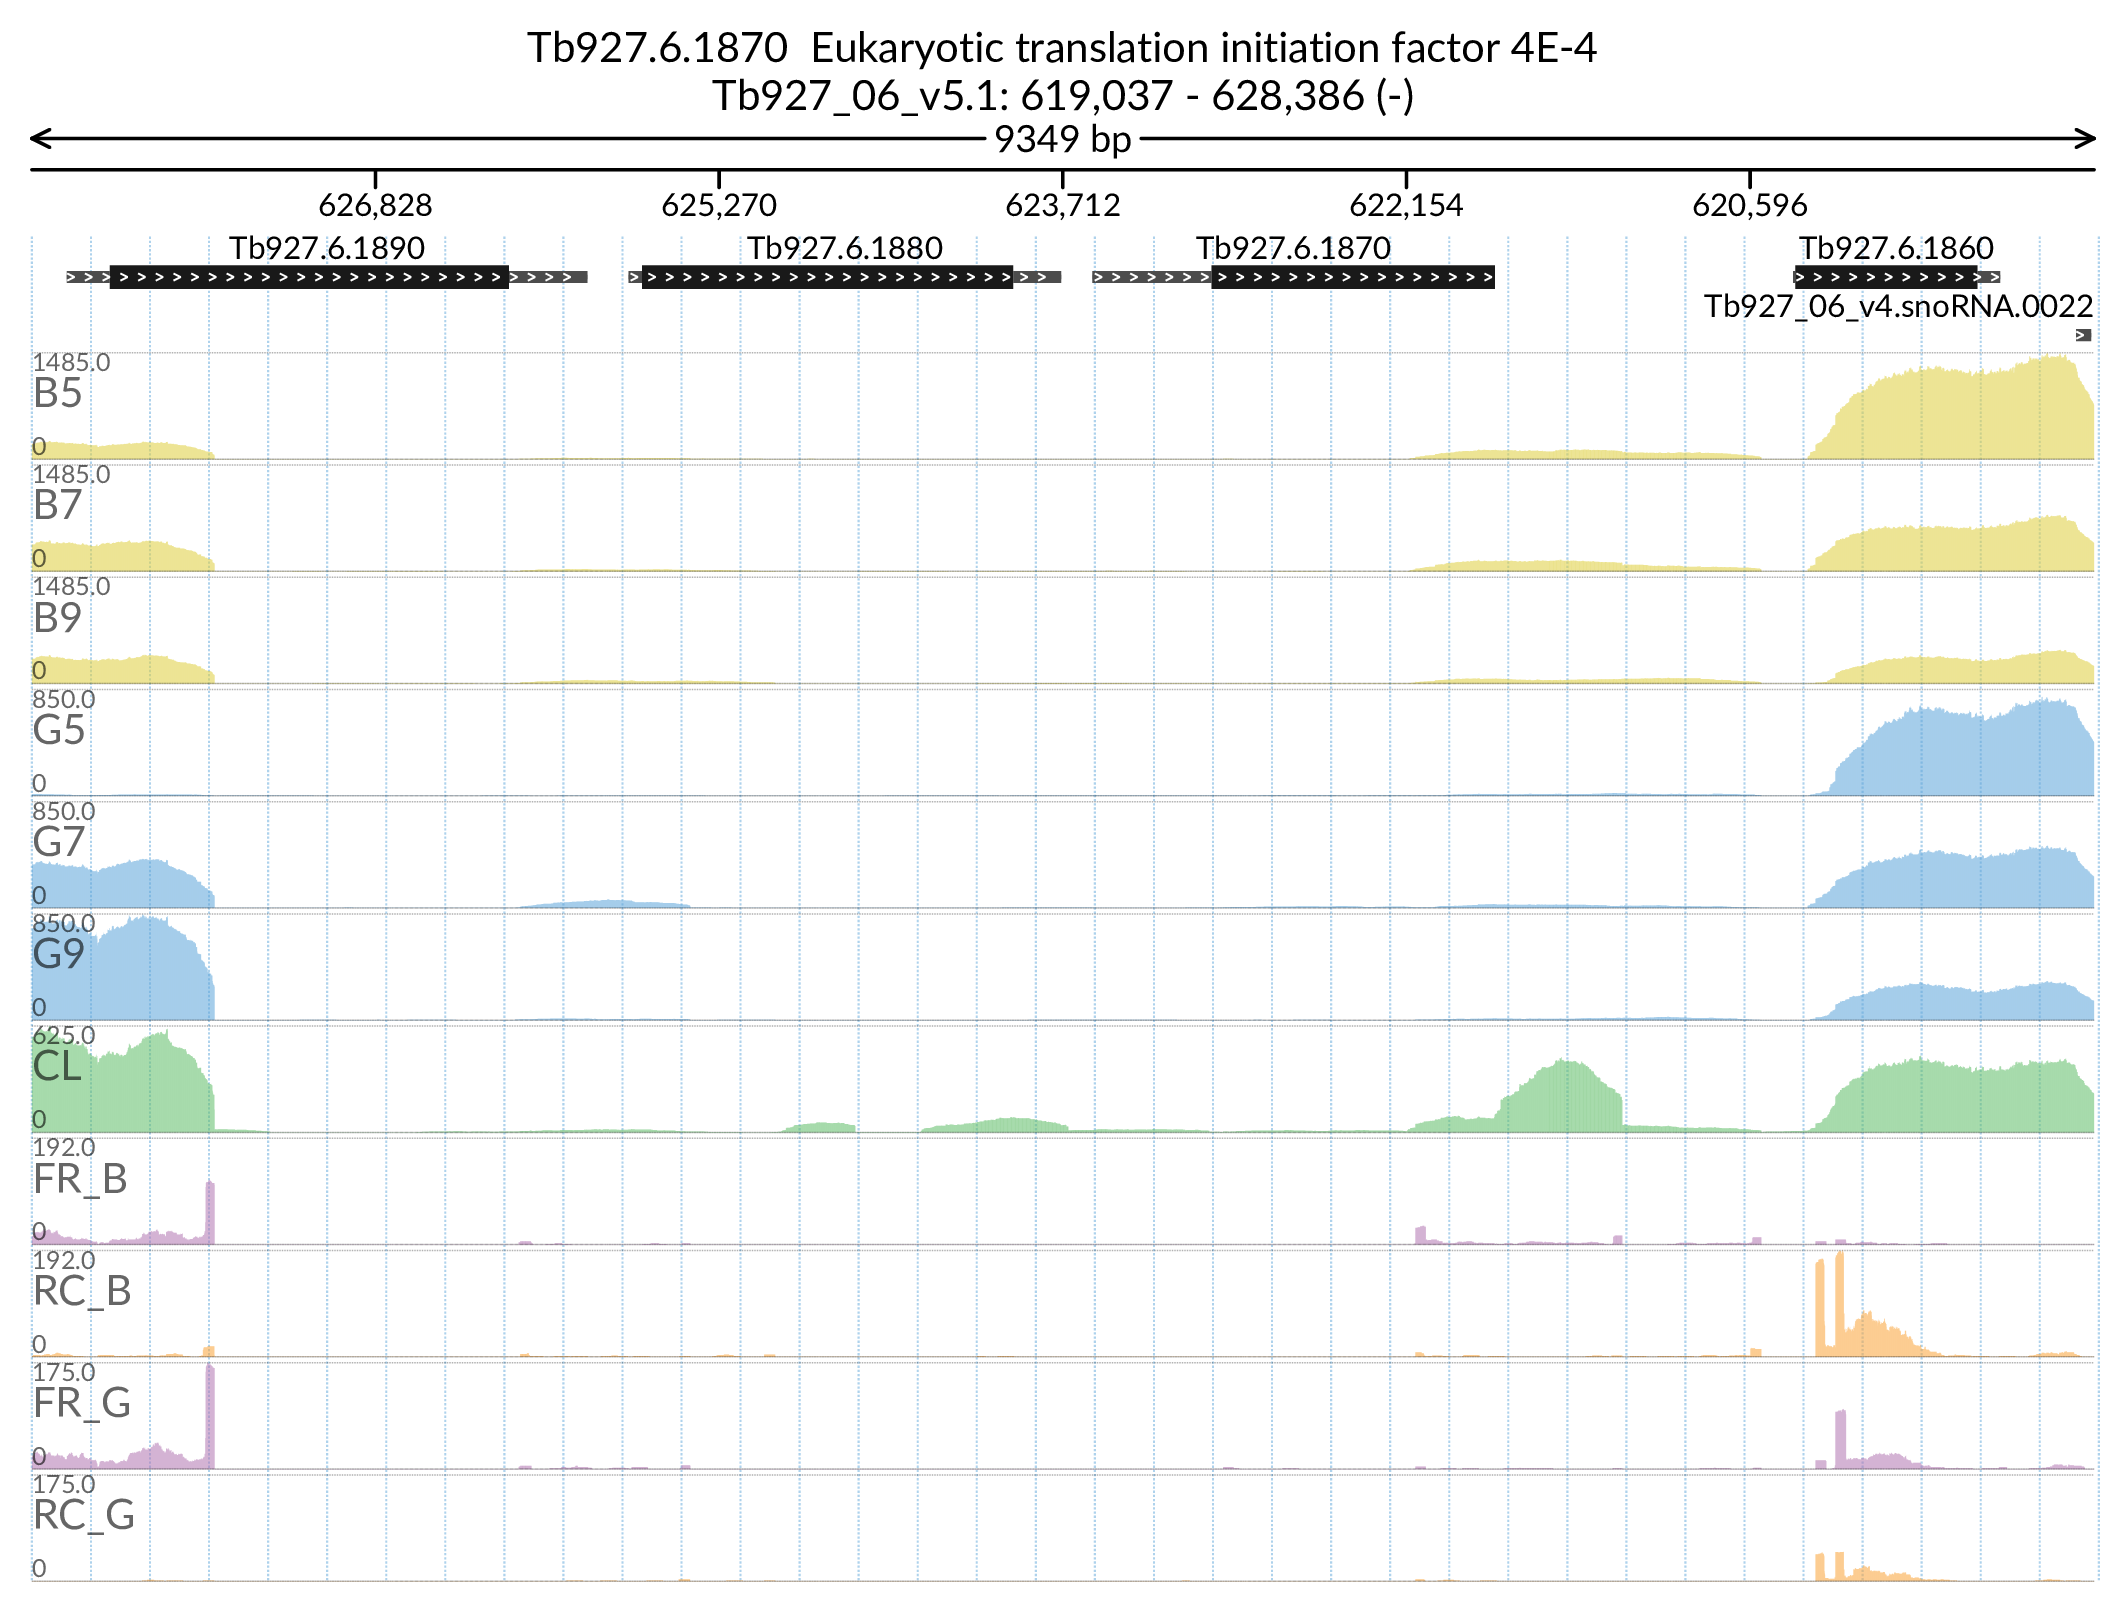 Tb927.6.1870  Eukaryotic translation initiation factor 4E-4
Tb927_06_v5.1: 619,037 - 628,386 (-)
9349 bp
626,828 625,270 623,712 622,154 620,596
Tb927.6.1890 Tb927.6.1880 Tb927.6.1870 Tb927.6.1860
Tb927_06_v4.snoRNA.0022
1485.0
B5
0
1485.0
B7
0
1485.0
B9
0
850.0
G5
0
850.0
G7
0
850.0
G9
0
625.0
CL
0
192.0
FR_B
0
192.0
RC_B
0
175.0
FR_G
0
175.0
RC_G
0